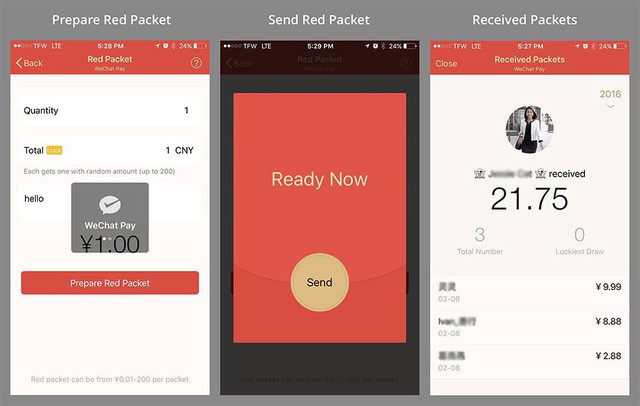 Prepare Red Packet
TFW LTE 5:28 PM 24%
Back Red Packet ?
WeChat Pay
Quantity 1
Total Luck 1 CNY
Each gets one with random amount (up to 200)
hello
WeChat Pay
¥1.00
Prepare Red Packet
Red packet can be from ¥0.01-200 per packet
Send Red Packet
TFW LTE 5:29 PM 24%
Back Red Packet ?
WeChat Pay
Ready Now
Send
Red packet can be from ¥0.01-200 per packet
Received Packets
TFW LTE 5:27 PM 24%
Close Received Packets
WeChat Pay
2016
received
21.75
3 0
Total Number Luckiest Draw
¥ 9.99
02-08
¥ 8.88
02-08
¥ 2.88
02-08